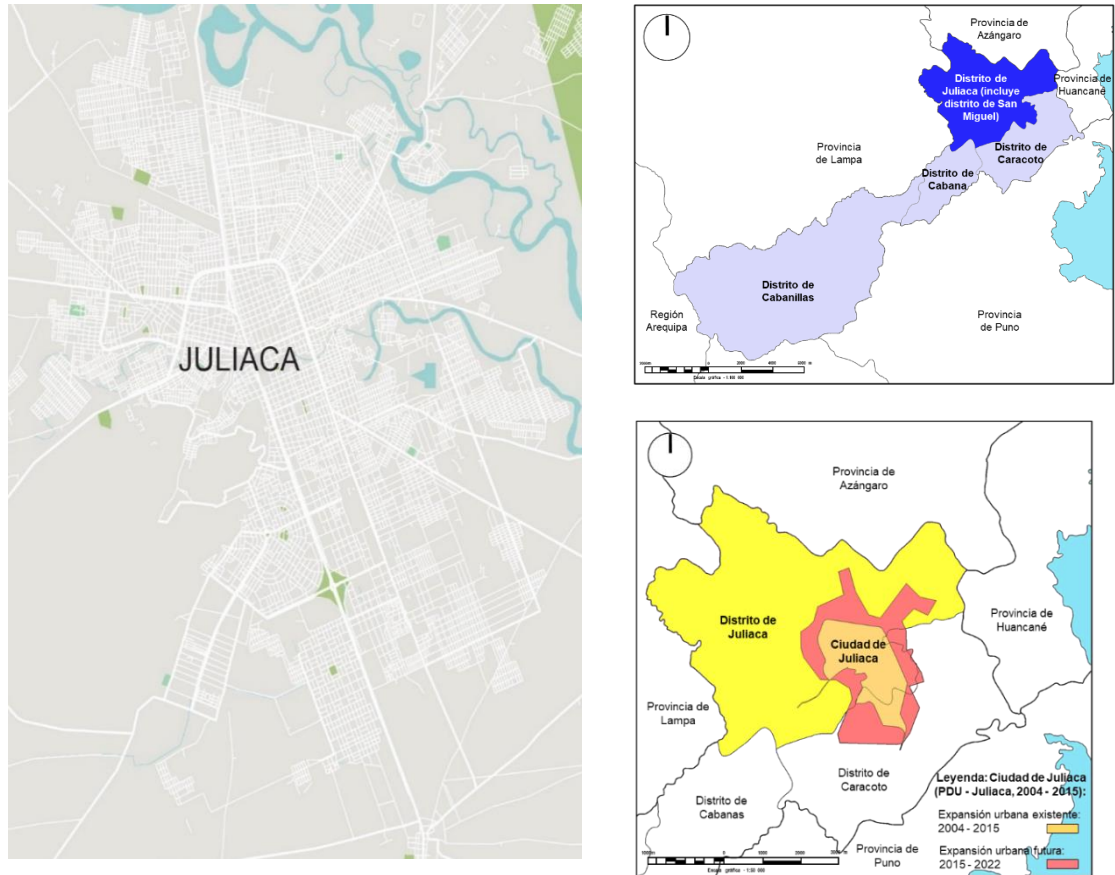 JULIACA
Provincia de
Azángaro
Distrito de
Juliaca (incluye
distrito de San
Miguel)
Provincia de
Huancané
Provincia
de Lampa
Distrito de
Caracoto
Distrito de
Cabana
Distrito de
Cabanillas
Región
Arequipa
Provincia
de Puno
Provincia de
Azángaro
Distrito de
Juliaca
Provincia de
Huancané
Ciudad de
Juliaca
Provincia de
Lampa
Distrito de
Caracoto
Distrito de
Cabanas
Provincia de
Puno
Leyenda: Ciudad de Juliaca
(PDU - Juliaca, 2004 - 2015):
Expansión urbana existente:
2004 - 2015
Expansión urbana futura:
2015 - 2022